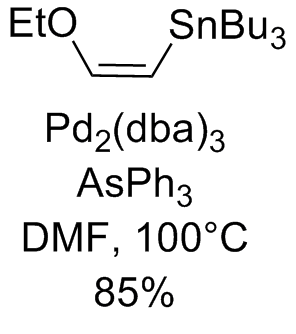 EtO SnBu₃
Pd₂(dba)₃
AsPh₃
DMF, 100°C
85%